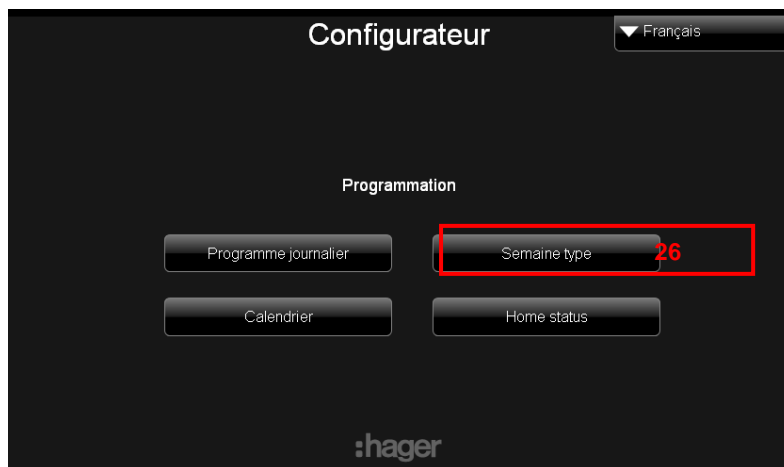 Configurateur
Français
Programmation
Programme journalier
Semaine type
26
Calendrier
Home status
:hager